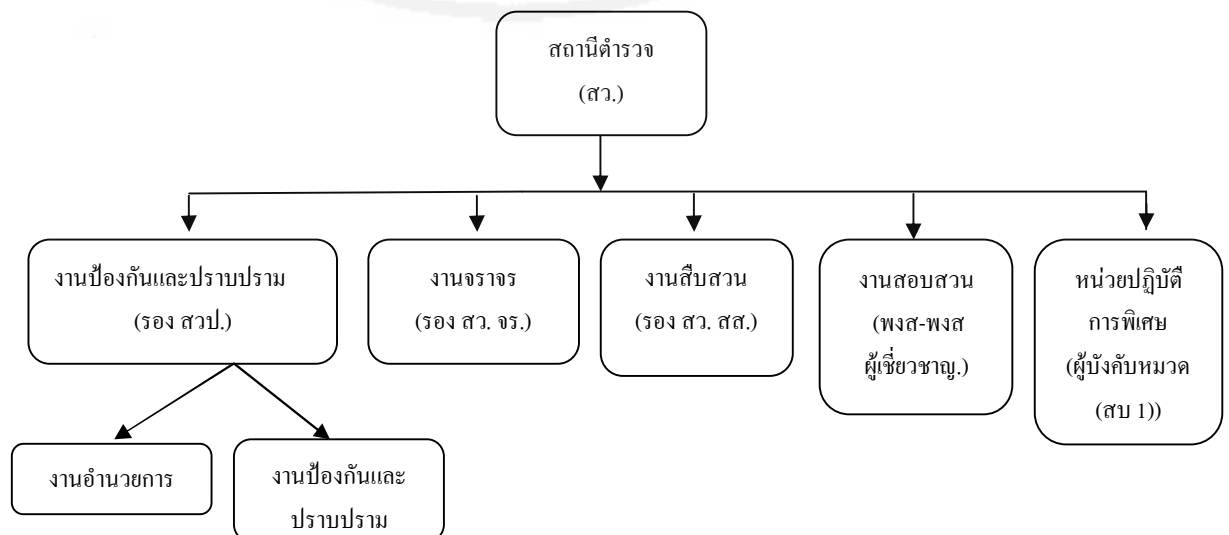 สถานีตำรวจ
(สว.)
งานป้องกันและปราบปราม
(รอง สวป.)
งานจราจร
(รอง สว. จร.)
งานสืบสวน
(รอง สว. สส.)
งานสอบสวน
(พงส-พงส
ผู้เชี่ยวชาญ.)
หน่วยปฏิบัติ
การพิเศษ
(ผู้บังคับหมวด
(สบ 1))
งานอำนวยการ
งานป้องกันและ
ปราบปราม